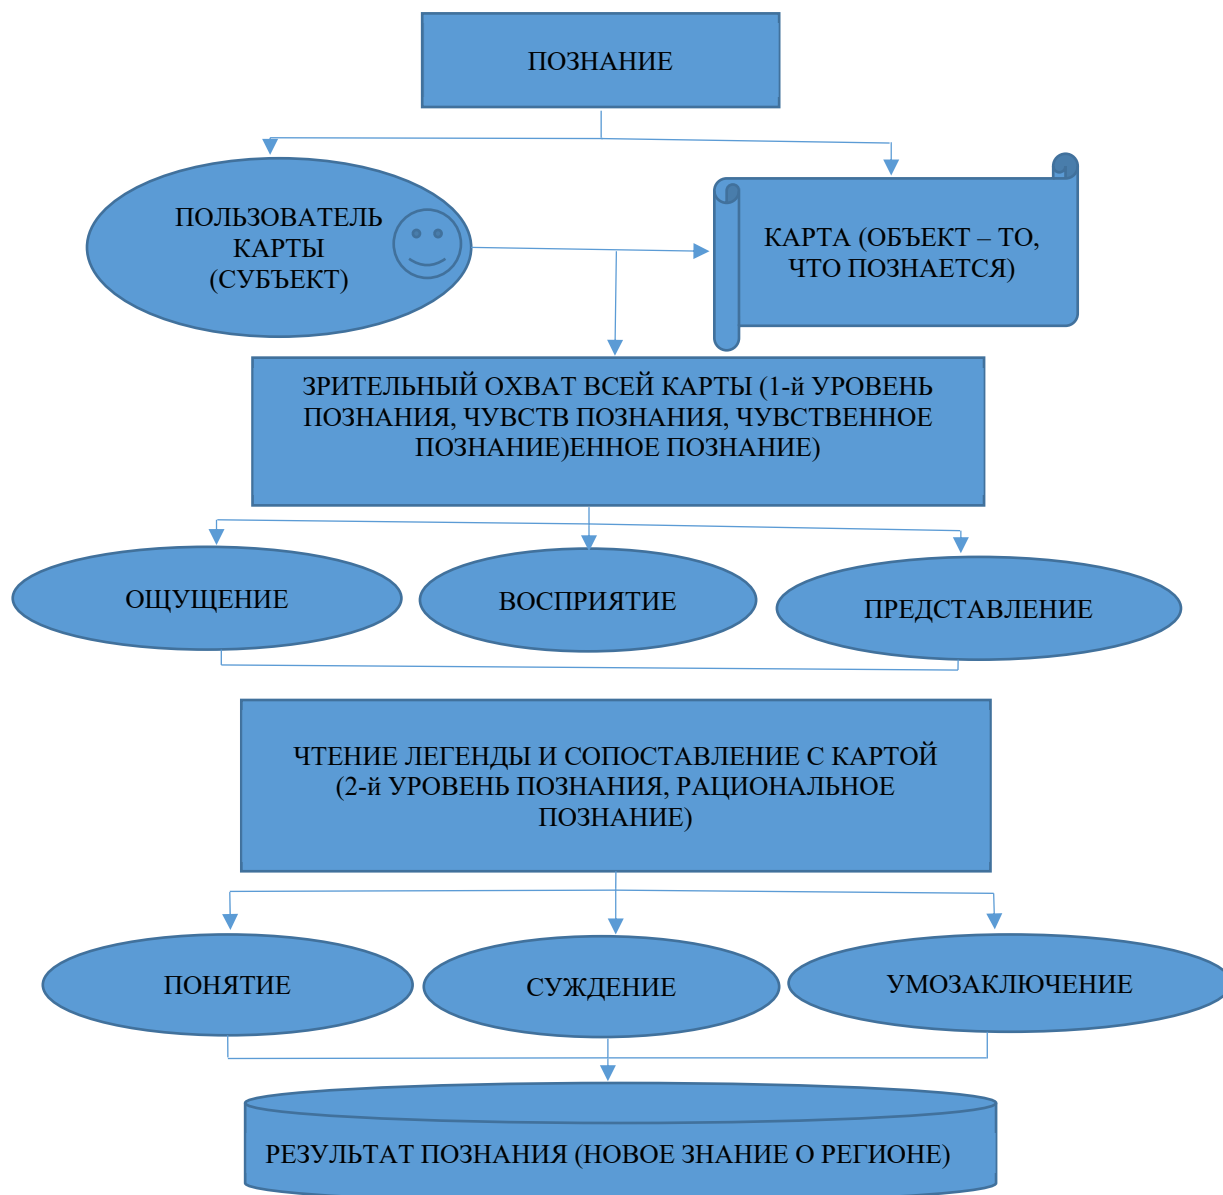 ПОЗНАНИЕ
ПОЛЬЗОВАТЕЛЬ
КАРТЫ
(СУБЪЕКТ)
КАРТА (ОБЪЕКТ – ТО,
ЧТО ПОЗНАЕТСЯ)
ЗРИТЕЛЬНЫЙ ОХВАТ ВСЕЙ КАРТЫ (1-й УРОВЕНЬ
ПОЗНАНИЯ, ЧУВСТВ ПОЗНАНИЯ, ЧУВСТВЕННОЕ
ПОЗНАНИЕ)ЕННОЕ ПОЗНАНИЕ)
ОЩУЩЕНИЕ
ВОСПРИЯТИЕ
ПРЕДСТАВЛЕНИЕ
ЧТЕНИЕ ЛЕГЕНДЫ И СОПОСТАВЛЕНИЕ С КАРТОЙ
(2-й УРОВЕНЬ ПОЗНАНИЯ, РАЦИОНАЛЬНОЕ
ПОЗНАНИЕ)
ПОНЯТИЕ
СУЖДЕНИЕ
УМОЗАКЛЮЧЕНИЕ
РЕЗУЛЬТАТ ПОЗНАНИЯ (НОВОЕ ЗНАНИЕ О РЕГИОНЕ)